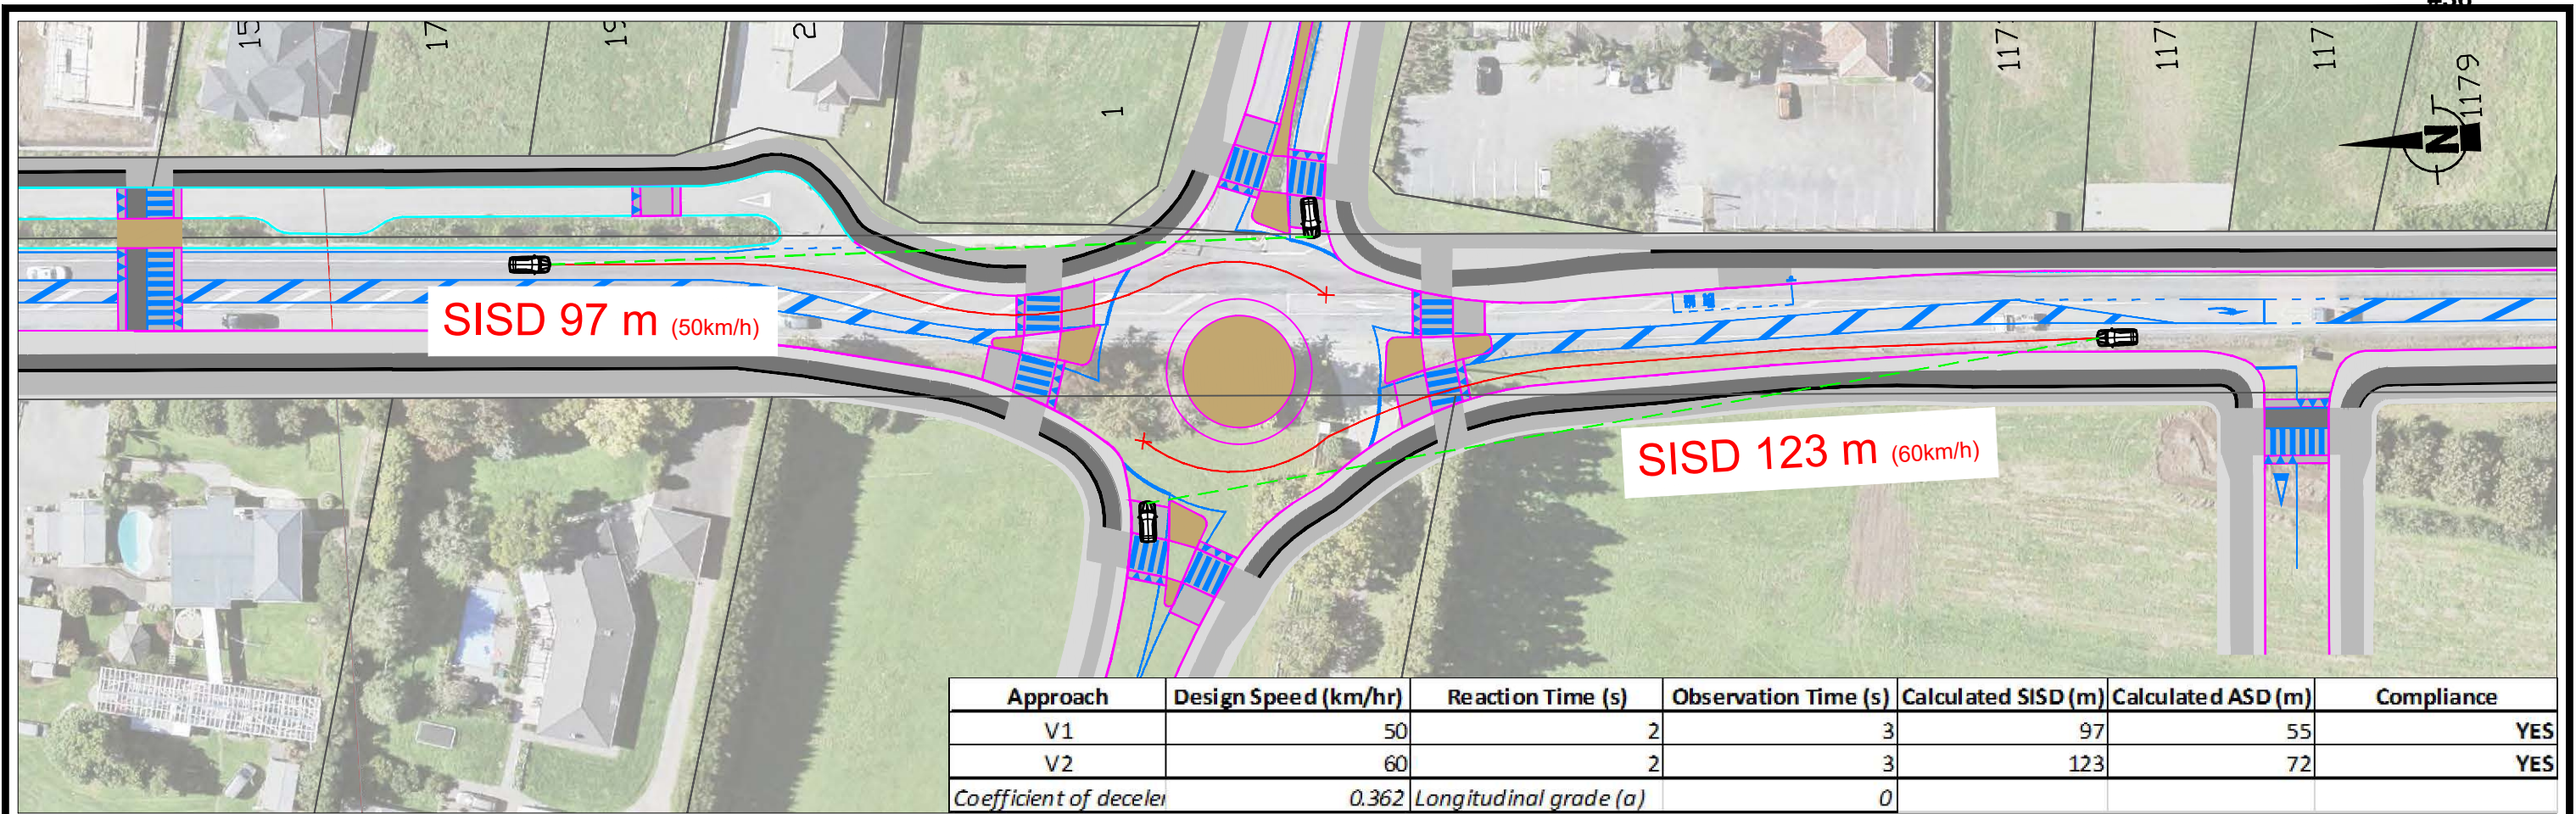 15
17
19
2
1
117
117
117
1179
N
SISD 97 m (50km/h)
SISD 123 m (60km/h)
Approach Design Speed (km/hr) Reaction Time (s) Observation Time (s) Calculated SISD (m) Calculated ASD (m) Compliance
V1 50 2 3 97 55 YES
V2 60 2 3 123 72 YES
Coefficient of deceler 0.362 Longitudinal grade (a) 0